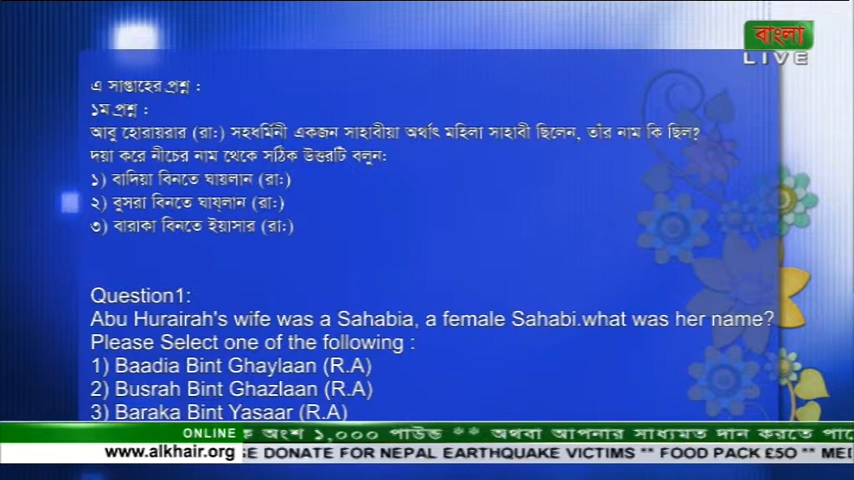 বাংলা
LIVE
এ সাপ্তাহের প্রশ্ন :
১ম প্রশ্ন :
আবু হোরায়রার (রা:) সহধর্মিনী একজন সাহাবীয়া অর্থাৎ মহিলা সাহাবী ছিলেন, তাঁর নাম কি ছিল?
দয়া করে নীচের নাম থেকে সঠিক উত্তরটি বলুন:
১) বাদিয়া বিনতে ঘায়লান (রা:)
২) বুসরা বিনতে ঘায্লান (রা:)
৩) বারাকা বিনতে ইয়াসার (রা:)
Question1:
Abu Hurairah's wife was a Sahabia, a female Sahabi.what was her name?
Please Select one of the following :
1) Baadia Bint Ghaylaan (R.A)
2) Busrah Bint Ghazlaan (R.A)
3) Baraka Bint Yasaar (R.A)
ONLINE ক অংশ ১,০০০ পাউন্ড ** অথবা আপনার সাধ্যমত দান করতে পারে
www.alkhair.org SE DONATE FOR NEPAL EARTHQUAKE VICTIMS ** FOOD PACK £50 ** MEI